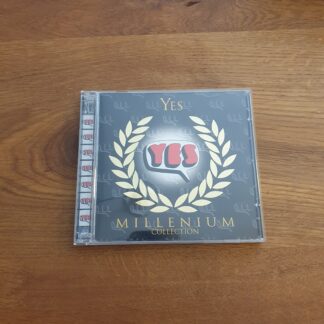 YES
YES
MILLENIUM
COLLECTION